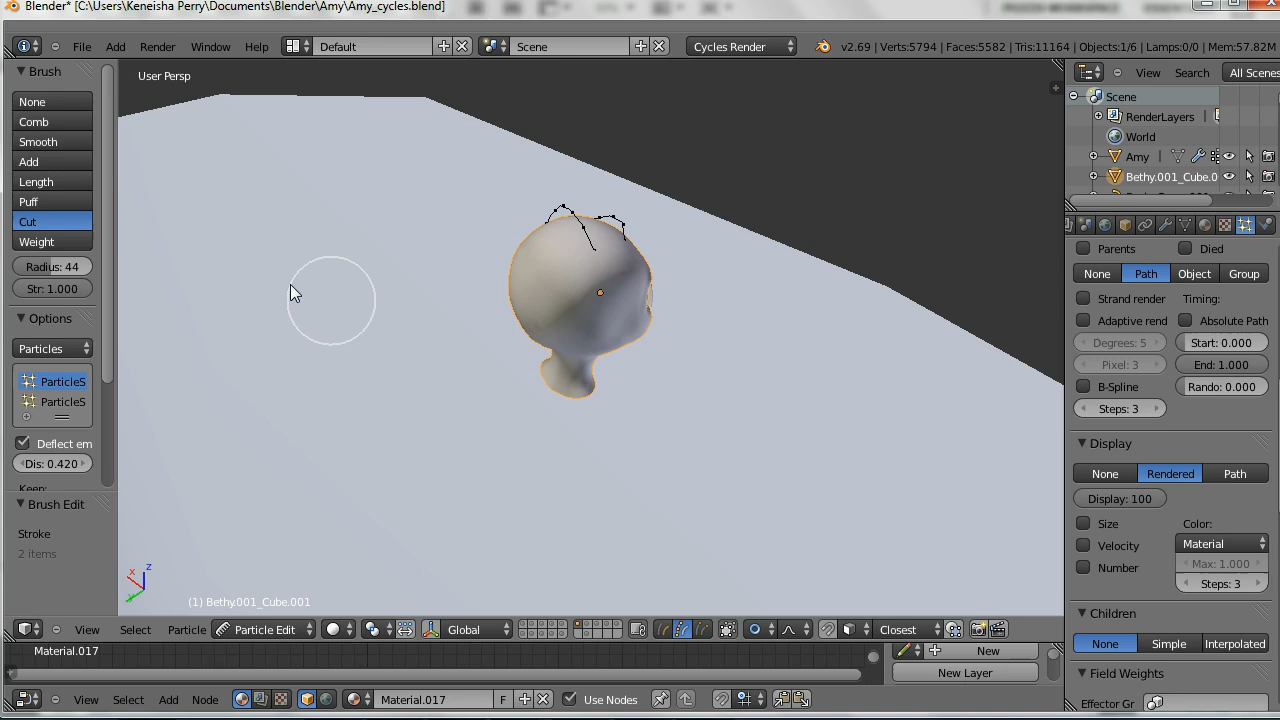 Blender* [C:\Users\Keneisha Perry\Documents\Blender\Amy\Amy_cycles.blend]
File Add Render Window Help Default Scene Cycles Render v2.69 | Verts:5794 | Faces:5582 | Tris:11164 | Objects:1/6 | Lamps:0/0 | Mem:57.82M
Brush
None
Comb
Smooth
Add
Length
Puff
Cut
Weight
Radius: 44
Str: 1.000
Options
Particles
ParticleS
ParticleS
Deflect em
Dis: 0.420
Keep:
Brush Edit
Stroke
2 items
User Persp
x z
(1) Bethy.001_Cube.001
View Select Particle Particle Edit Global Closest
Material.017
New
New Layer
View Select Add Node Material.017 F Use Nodes
View Search All Scenes
Scene
RenderLayers |
World
Amy |
Bethy.001_Cube.0
Parents Died
None Path Object Group
Strand render Timing:
Adaptive rend Absolute Path
Degrees: 5 Start: 0.000
Pixel: 3 End: 1.000
B-Spline Rando: 0.000
Steps: 3
Display
None Rendered Path
Display: 100
Size Color:
Velocity Material
Number Max: 1.000
Steps: 3
Children
None Simple Interpolated
Field Weights
Effector Gr